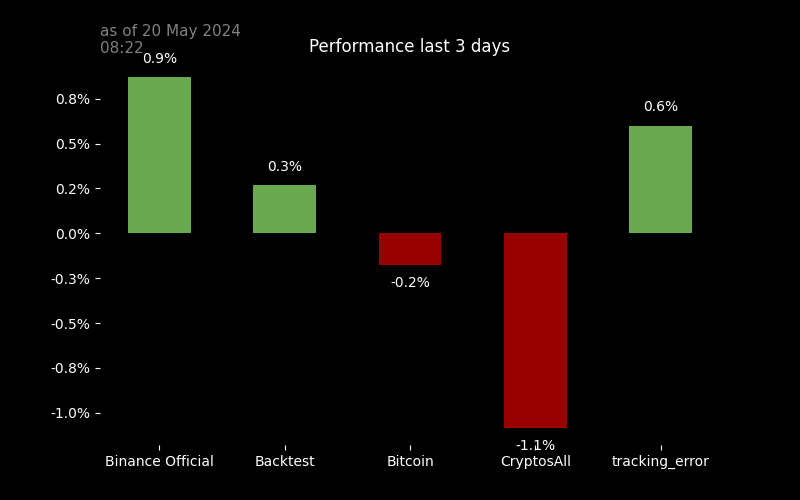 as of 20 May 2024
08:22
Performance last 3 days
0.9%
0.3%
-0.2%
-1.1%
0.6%
0.8%
0.5%
0.2%
0.0%
-0.3%
-0.5%
-0.8%
-1.0%
Binance Official
Backtest
Bitcoin
CryptosAll
tracking_error